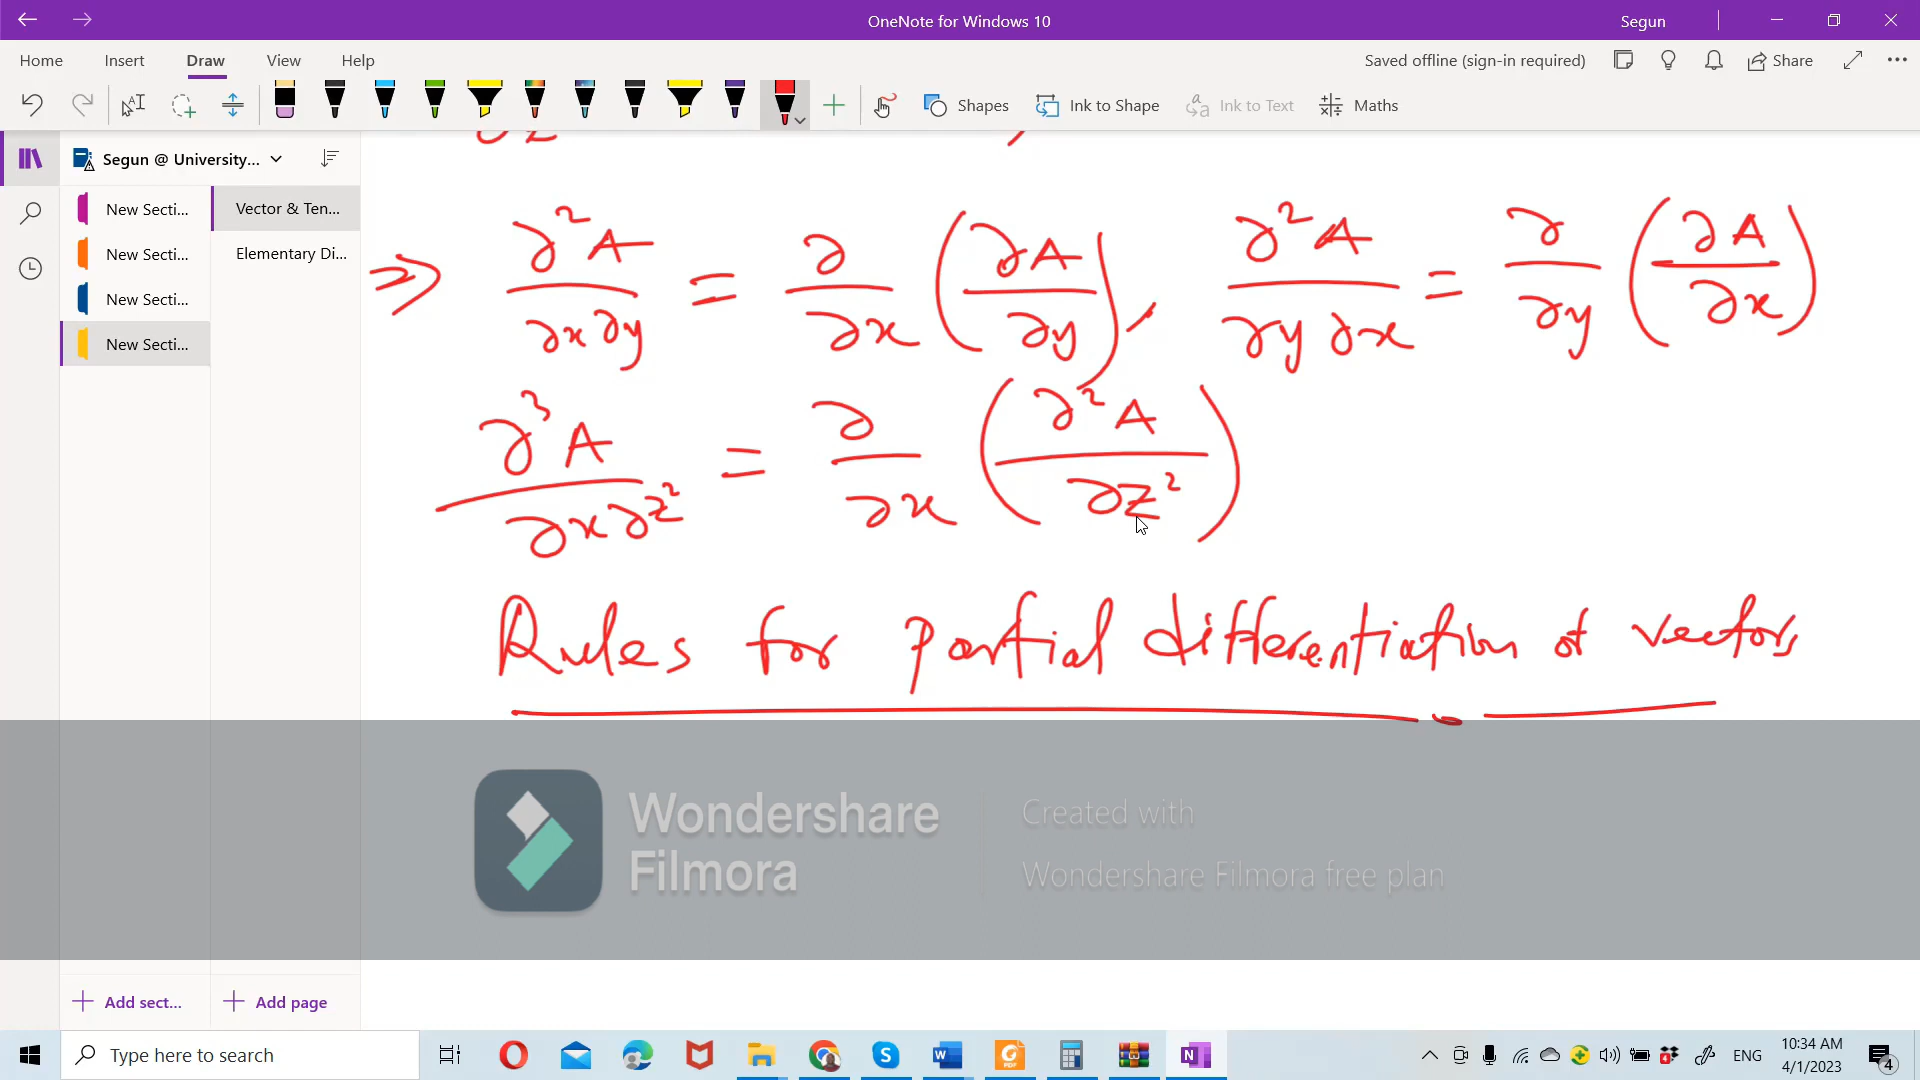 OneNote for Windows 10
Segun
Home Insert Draw View Help
Saved offline (sign-in required) Share
Shapes Ink to Shape Ink to Text Maths
Segun @ University...
New Secti... Vector & Ten...
New Secti... Elementary Di...
New Secti...
New Secti...
⇒ ∂²A/∂x∂y = ∂/∂x (∂A/∂y), ∂²A/∂y∂x = ∂/∂y (∂A/∂x)
∂³A/∂x∂z² = ∂/∂x (∂²A/∂z²)
Rules for partial differentiation of vectors
Wondershare
Filmora
Created with
Wondershare Filmora free plan
Add sect... Add page
Type here to search
ENG
10:34 AM
4/1/2023
4